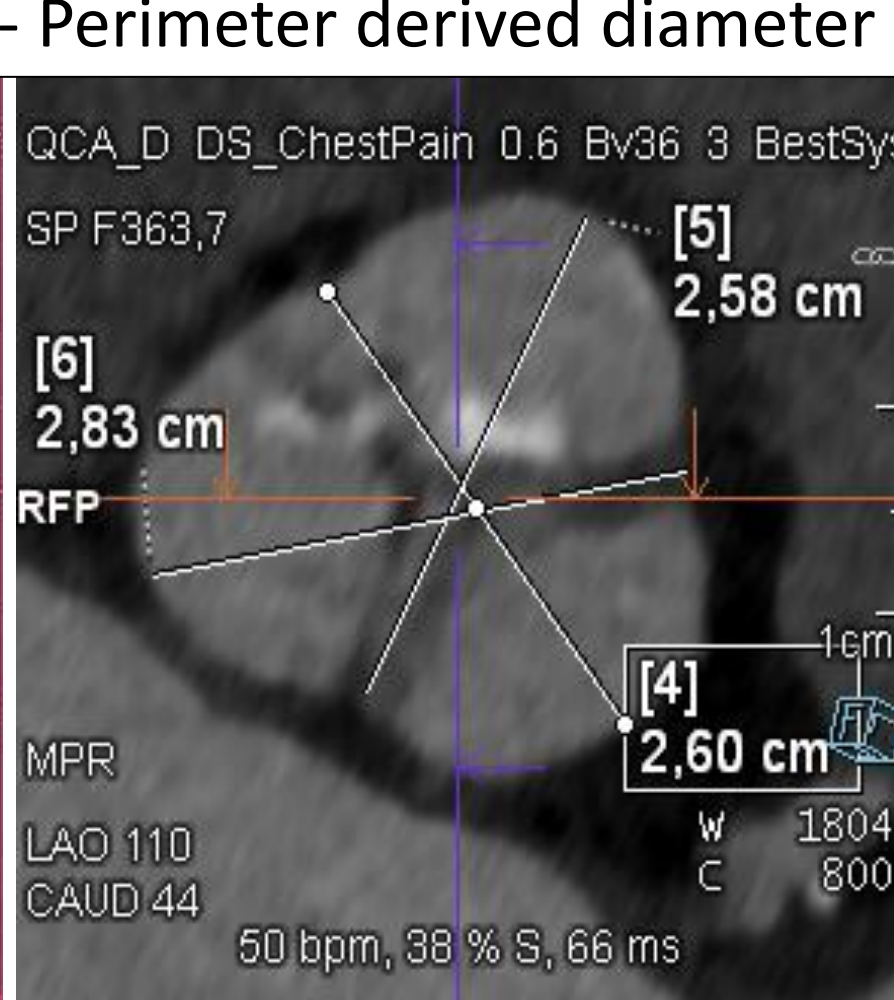 - Perimeter derived diameter
QCA_D DS_ChestPain 0.6 Bv36 3 BestSys
SP F363,7
[5]
2,58 cm
[6]
2,83 cm
RFP
1cm
[4]
2,60 cm
MPR
W 1804
LAO 110
C 800
CAUD 44
50 bpm, 38 % S, 66 ms